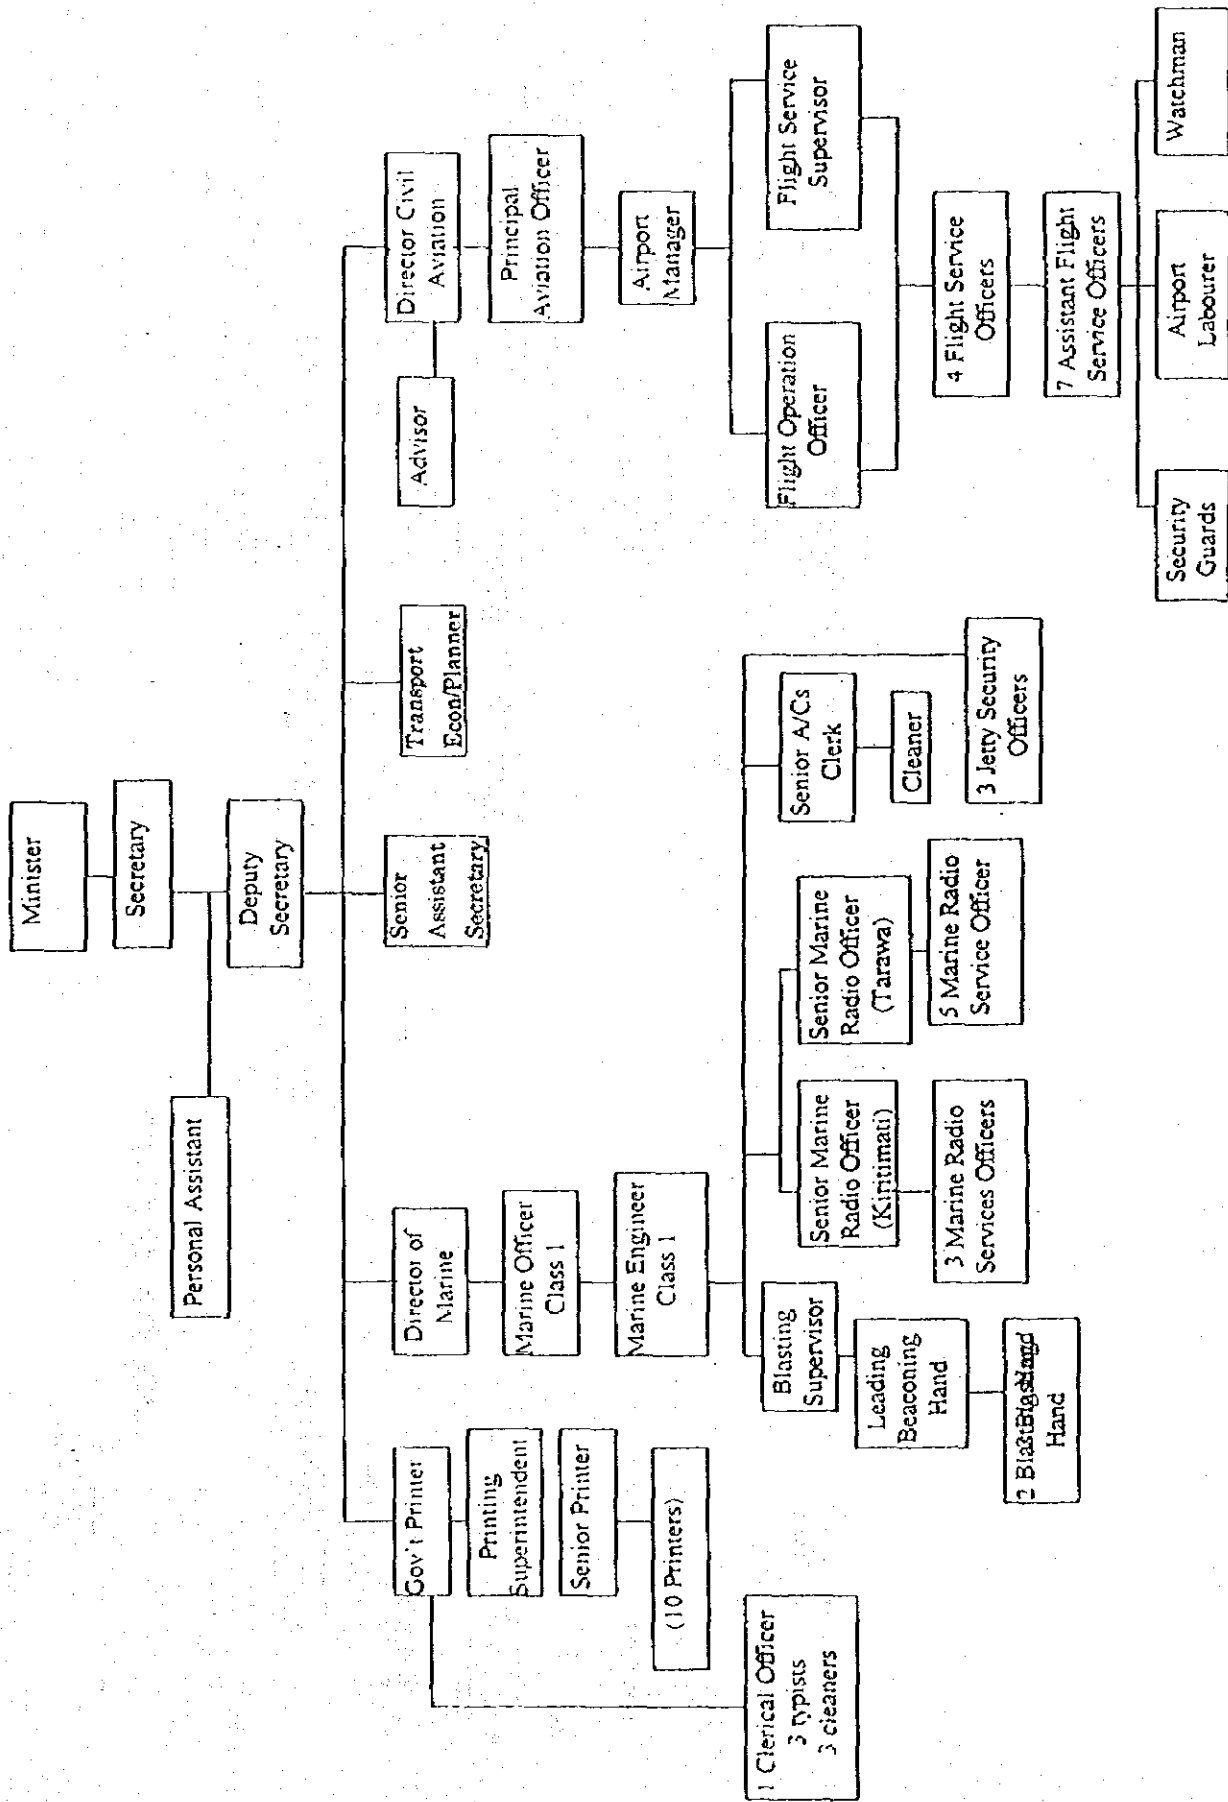 Minister
Secretary
Personal Assistant
Deputy
Secretary
Gov't Printer
Printing
Superintendent
Senior Printer
(10 Printers)
1 Clerical Officer
3 typists
3 cleaners
Director of
Marine
Marine Officer
Class 1
Marine Engineer
Class 1
Blasting
Supervisor
Leading
Beaconing
Hand
Hand
Senior Marine
Radio Officer
(Kiritimati)
3 Marine Radio
Services Officers
Senior Marine
Radio Officer
(Tarawa)
5 Marine Radio
Service Officer
Senior A/Cs
Clerk
Cleaner
3 Jetty Security
Officers
Senior
Assistant
Secretary
Transport
Econ/Planner
Advisor
Director Civil
Aviation
Principal
Aviation Officer
Airport
Manager
Flight Operation
Officer
Flight Service
Supervisor
4 Flight Service
Officers
7 Assistant Flight
Service Officers
Security
Guards
Airport
Labourer
Watchman